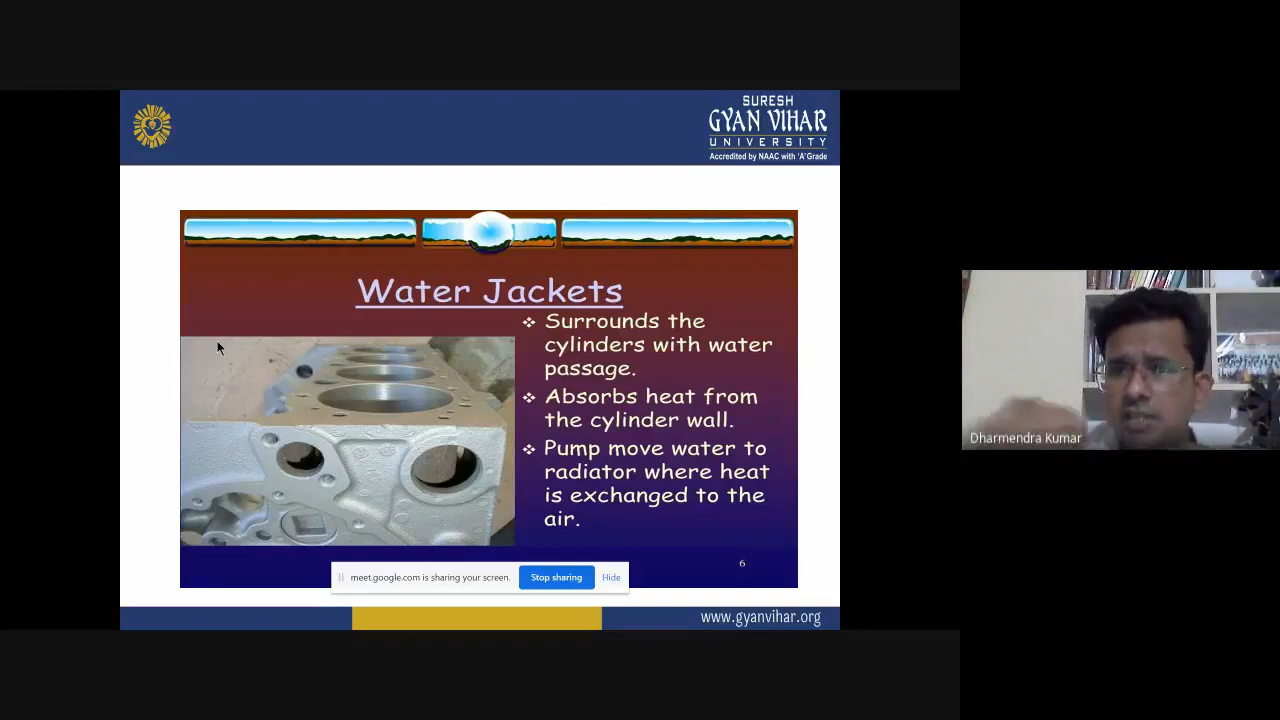 SURESH
GYAN VIHAR
UNIVERSITY
Accredited by NAAC with 'A' Grade
Water Jackets
❖ Surrounds the
cylinders with water
passage.
❖ Absorbs heat from
the cylinder wall.
❖ Pump move water to
radiator where heat
is exchanged to the
air.
6
meet.google.com is sharing your screen.
Stop sharing
Hide
www.gyanvihar.org
Dharmendra Kumar